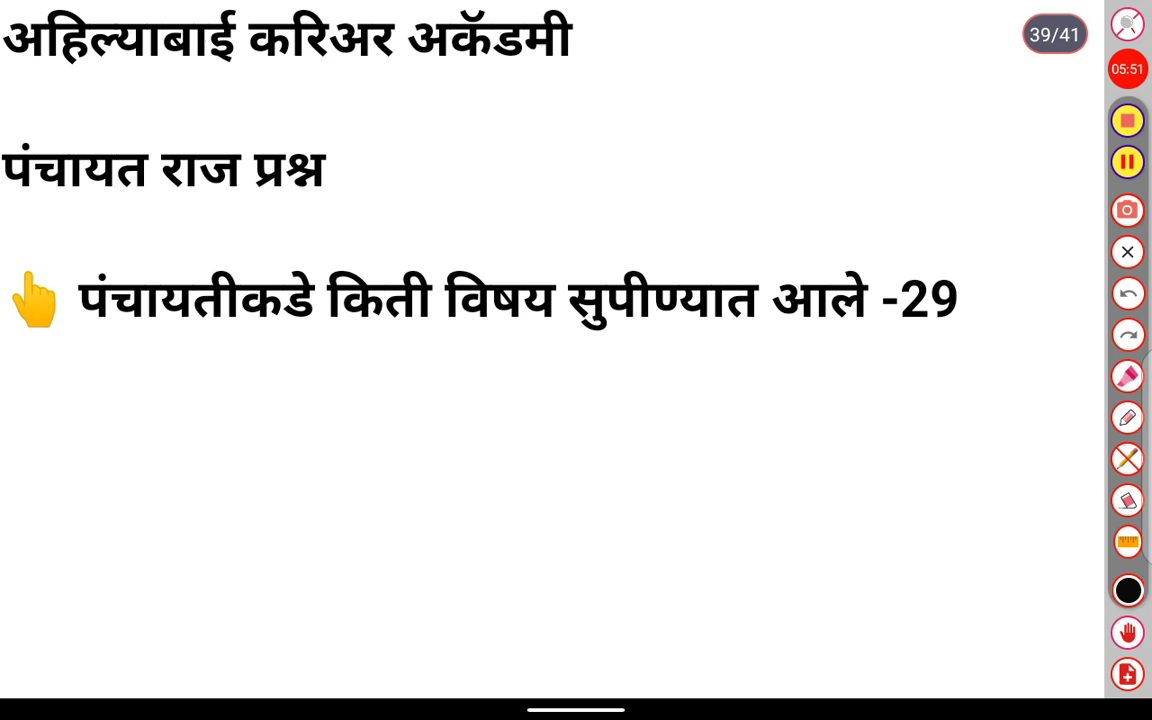 अहिल्याबाई करिअर अकॅडमी
39/41
05:51
पंचायत राज प्रश्न
👆 पंचायतीकडे किती विषय सुपीण्यात आले -29